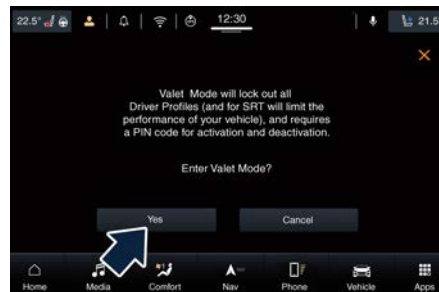 22.5°
12:30
21.5
Valet Mode will lock out all
Driver Profiles (and for SRT will limit the
performance of your vehicle), and requires
a PIN code for activation and deactivation.
Enter Valet Mode?
Yes
Cancel
Home
Media
Comfort
Nav
Phone
Vehicle
Apps